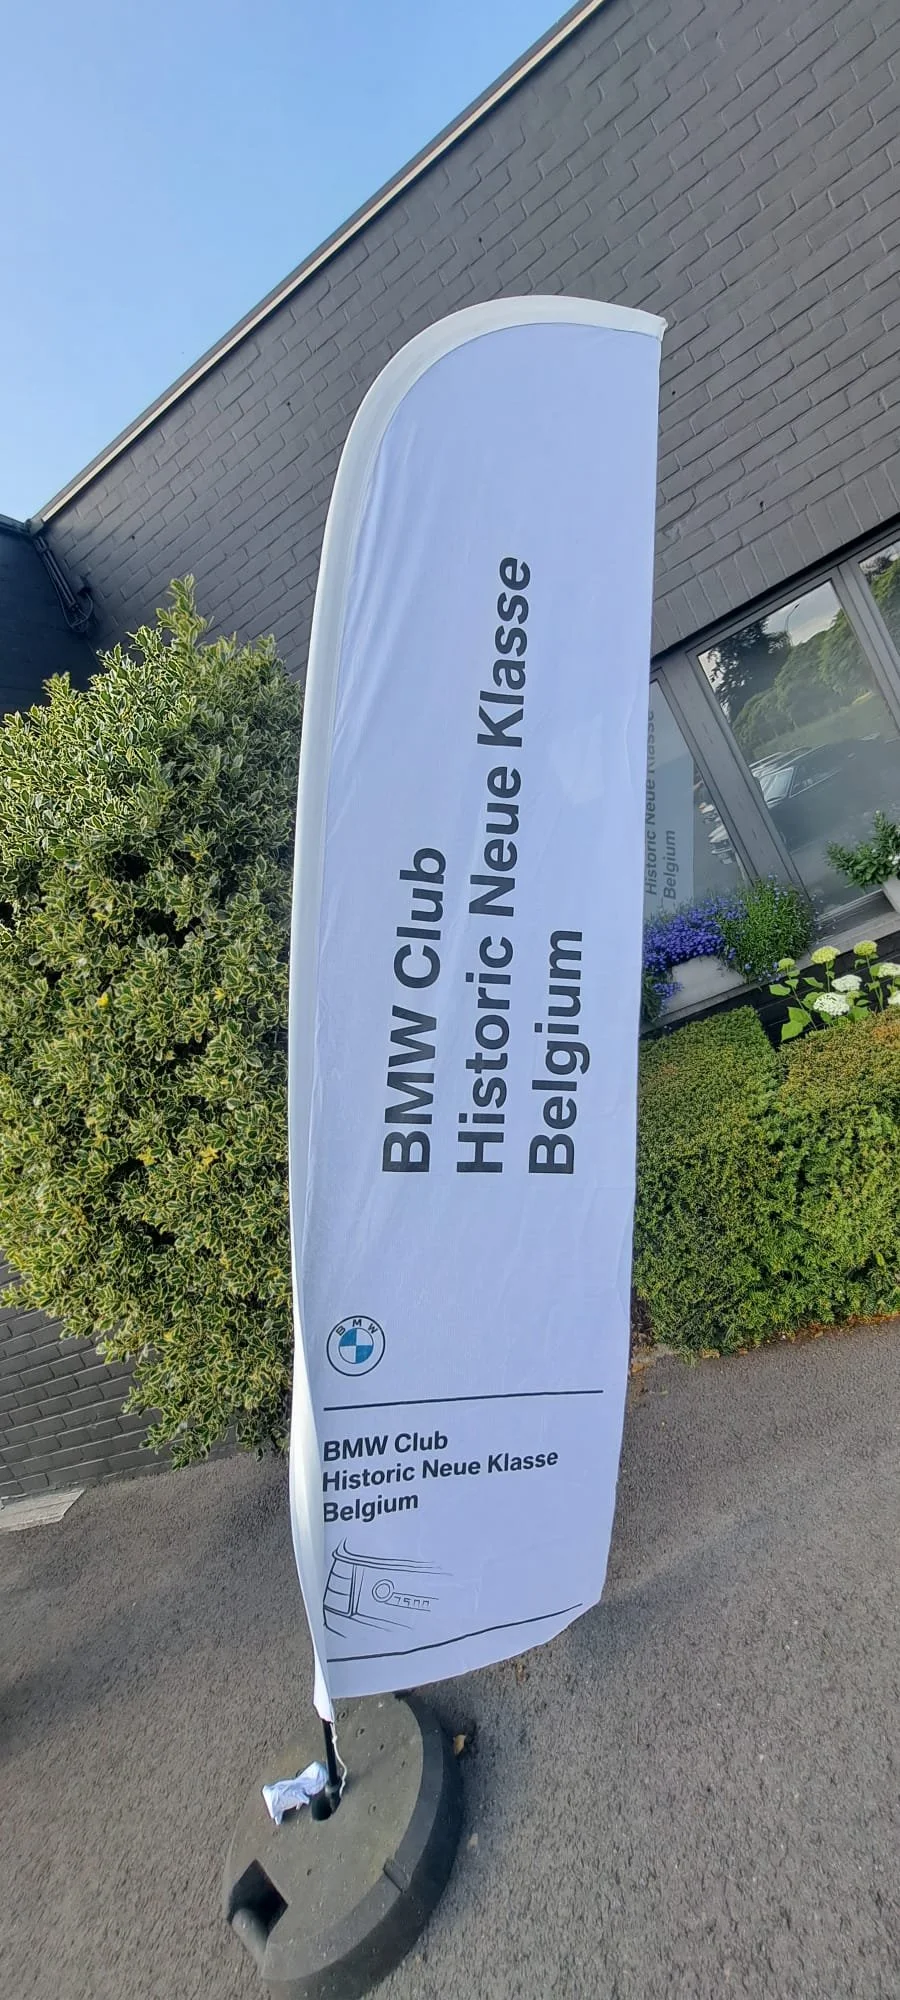 BMW Club
Historic Neue Klasse
Belgium
BMW
BMW Club
Historic Neue Klasse
Belgium
Historic Neue Klasse
Belgium